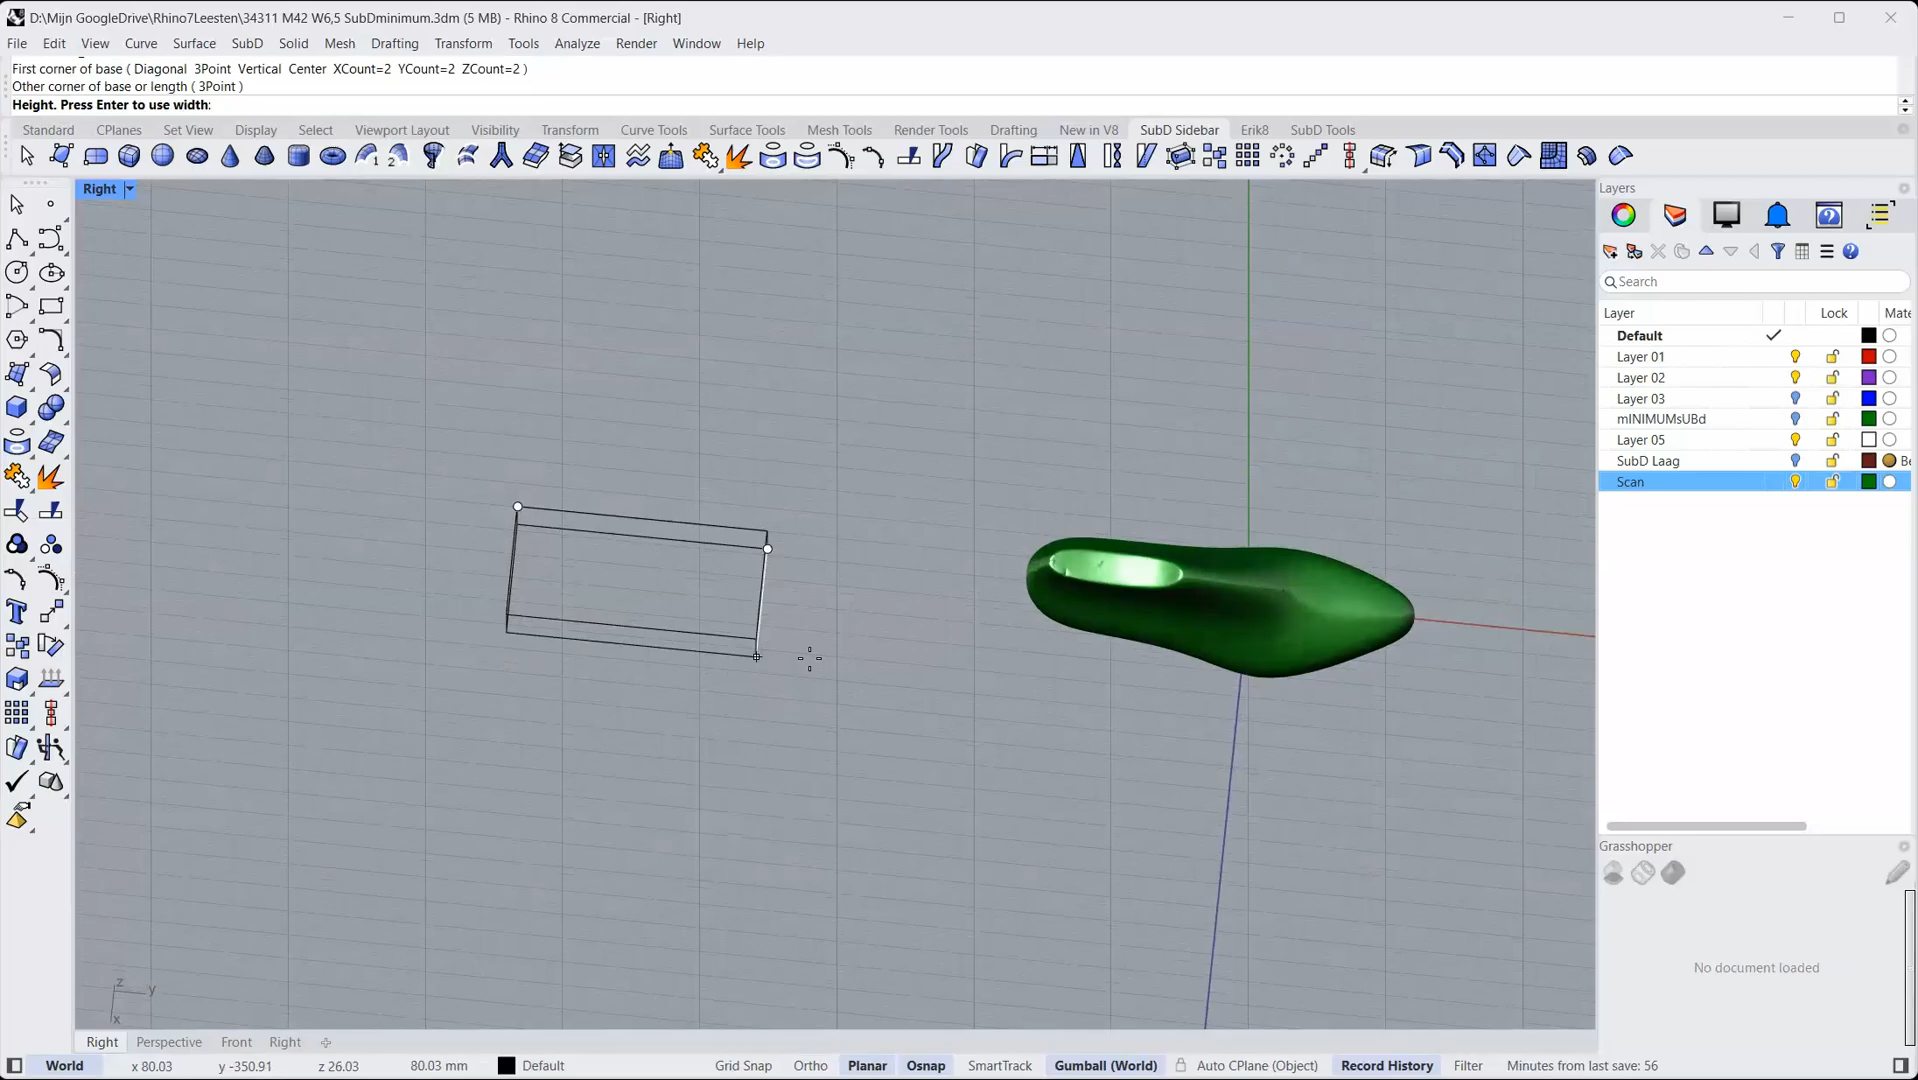 D:\Mijn GoogleDrive\Rhino7Leesten\34311 M42 W6,5 SubDminimum.3dm (5 MB) - Rhino 8 Commercial - [Right]
File Edit View Curve Surface SubD Solid Mesh Drafting Transform Tools Analyze Render Window Help
First corner of base ( Diagonal 3Point Vertical Center XCount=2 YCount=2 ZCount=2 )
Other corner of base or length ( 3Point )
Height. Press Enter to use width:
Standard CPlanes Set View Display Select Viewport Layout Visibility Transform Curve Tools Surface Tools Mesh Tools Render Tools Drafting New in V8 SubD Sidebar Erik8 SubD Tools
1 2
Right
Layers
Search
Layer Lock Mate
Default
Layer 01
Layer 02
Layer 03
mINIMUMsUBd
Layer 05
SubD Laag Be
Scan
Grasshopper
No document loaded
z y
x
Right Perspective Front Right
World x 80.03 y -350.91 z 26.03 80.03 mm Default Grid Snap Ortho Planar Osnap SmartTrack Gumball (World) Auto CPlane (Object) Record History Filter Minutes from last save: 56